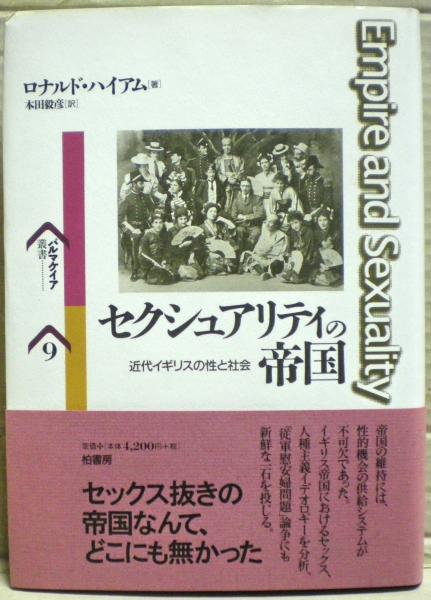 ロナルド・ハイアム[著]
本田毅彦[訳]
Empire and Sexuality
パルマケイア
叢書
9
セクシュアリティの
帝国
近代イギリスの性と社会
定価[本体4,200円+税]
柏書房
セックス抜きの
帝国なんて、
どこにも無かった
帝国の維持には、
性的機会の供給システムが
不可欠であった。
イギリス帝国におけるセックス、
人種主義イデオロギーを分析、
「従軍慰安婦問題」論争にも
新鮮な一石を投じる。